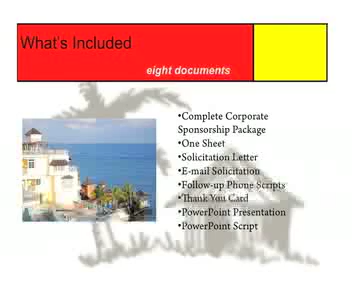 What's Included
eight documents
•Complete Corporate
Sponsorship Package
•One Sheet
•Solicitation Letter
•E-mail Solicitation
•Follow-up Phone Scripts
•Thank You Card
•PowerPoint Presentation
•PowerPoint Script